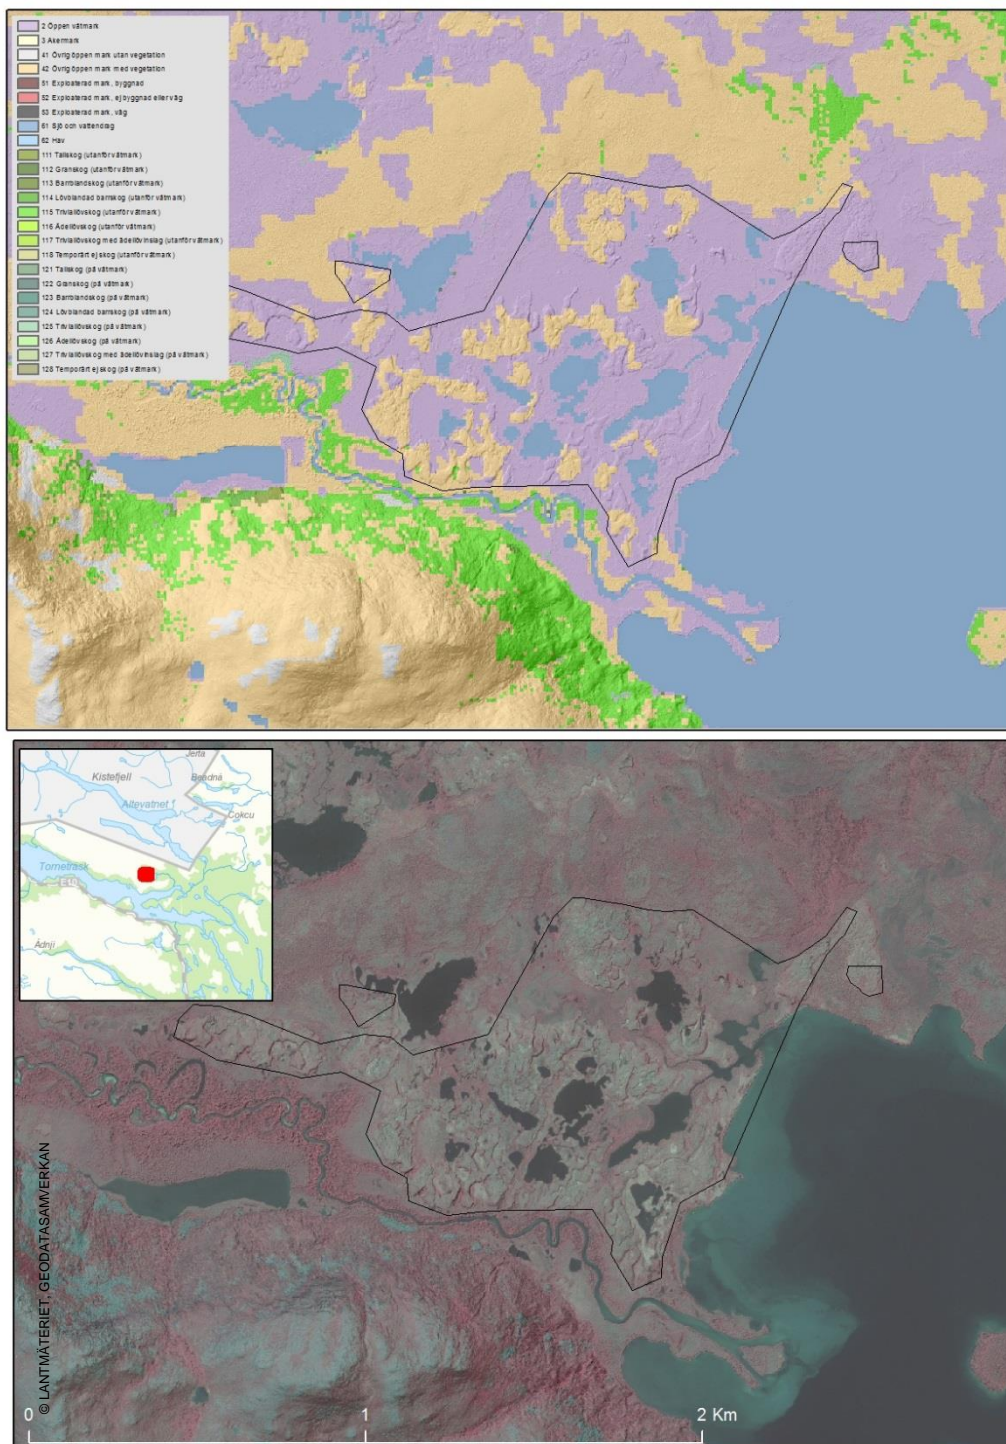 2 Öppen våtmark
3 Åkermark
41 Övrig öppen mark utan vegetation
42 Övrig öppen mark med vegetation
51 Exploaterad mark, byggnad
52 Exploaterad mark, ej byggnad eller väg
53 Exploaterad mark, väg
61 Sjö och vattendrag
62 Hav
111 Tallskog (utanför våtmark)
112 Granskog (utanför våtmark)
113 Barrblandskog (utanför våtmark)
114 Lövblandad barrskog (utanför våtmark)
115 Triviallövskog (utanför våtmark)
116 Ädellövskog (utanför våtmark)
117 Triviallövskog med ädellövinslag (utanför våtmark)
118 Temporärt ej skog (utanför våtmark)
121 Tallskog (på våtmark)
122 Granskog (på våtmark)
123 Barrblandskog (på våtmark)
124 Lövblandad barrskog (på våtmark)
125 Triviallövskog (på våtmark)
126 Ädellövskog (på våtmark)
127 Triviallövskog med ädellövinslag (på våtmark)
128 Temporärt ej skog (på våtmark)
Jerta
Kistefjell
Altevatnet
Cokcu
Torneträsk
E10
Ádnji
© LANTMÄTERIET, GEODATASAMVERKAN
0
1
2 Km